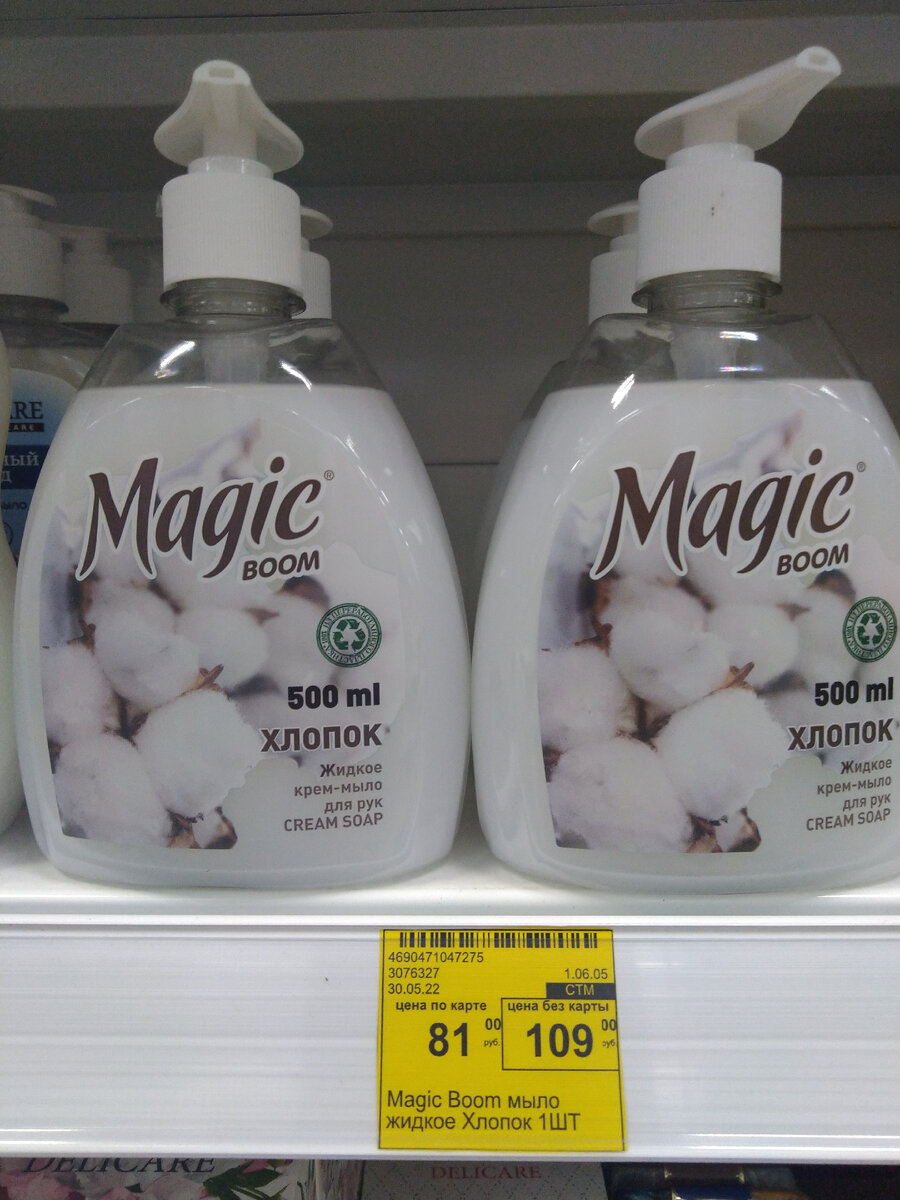 Magic®
BOOM
500 ml
ХЛОПОК
Жидкое
крем-мыло
для рук
CREAM SOAP
Magic®
BOOM
500 ml
ХЛОПОК
Жидкое
крем-мыло
для рук
CREAM SOAP
4690471047275
3076327 1.06.05
30.05.22 СТМ
цена по карте цена без карты
81 00 руб. 109 00 руб.
Magic Boom мыло
жидкое Хлопок 1ШТ
DELICARE
DELICARE